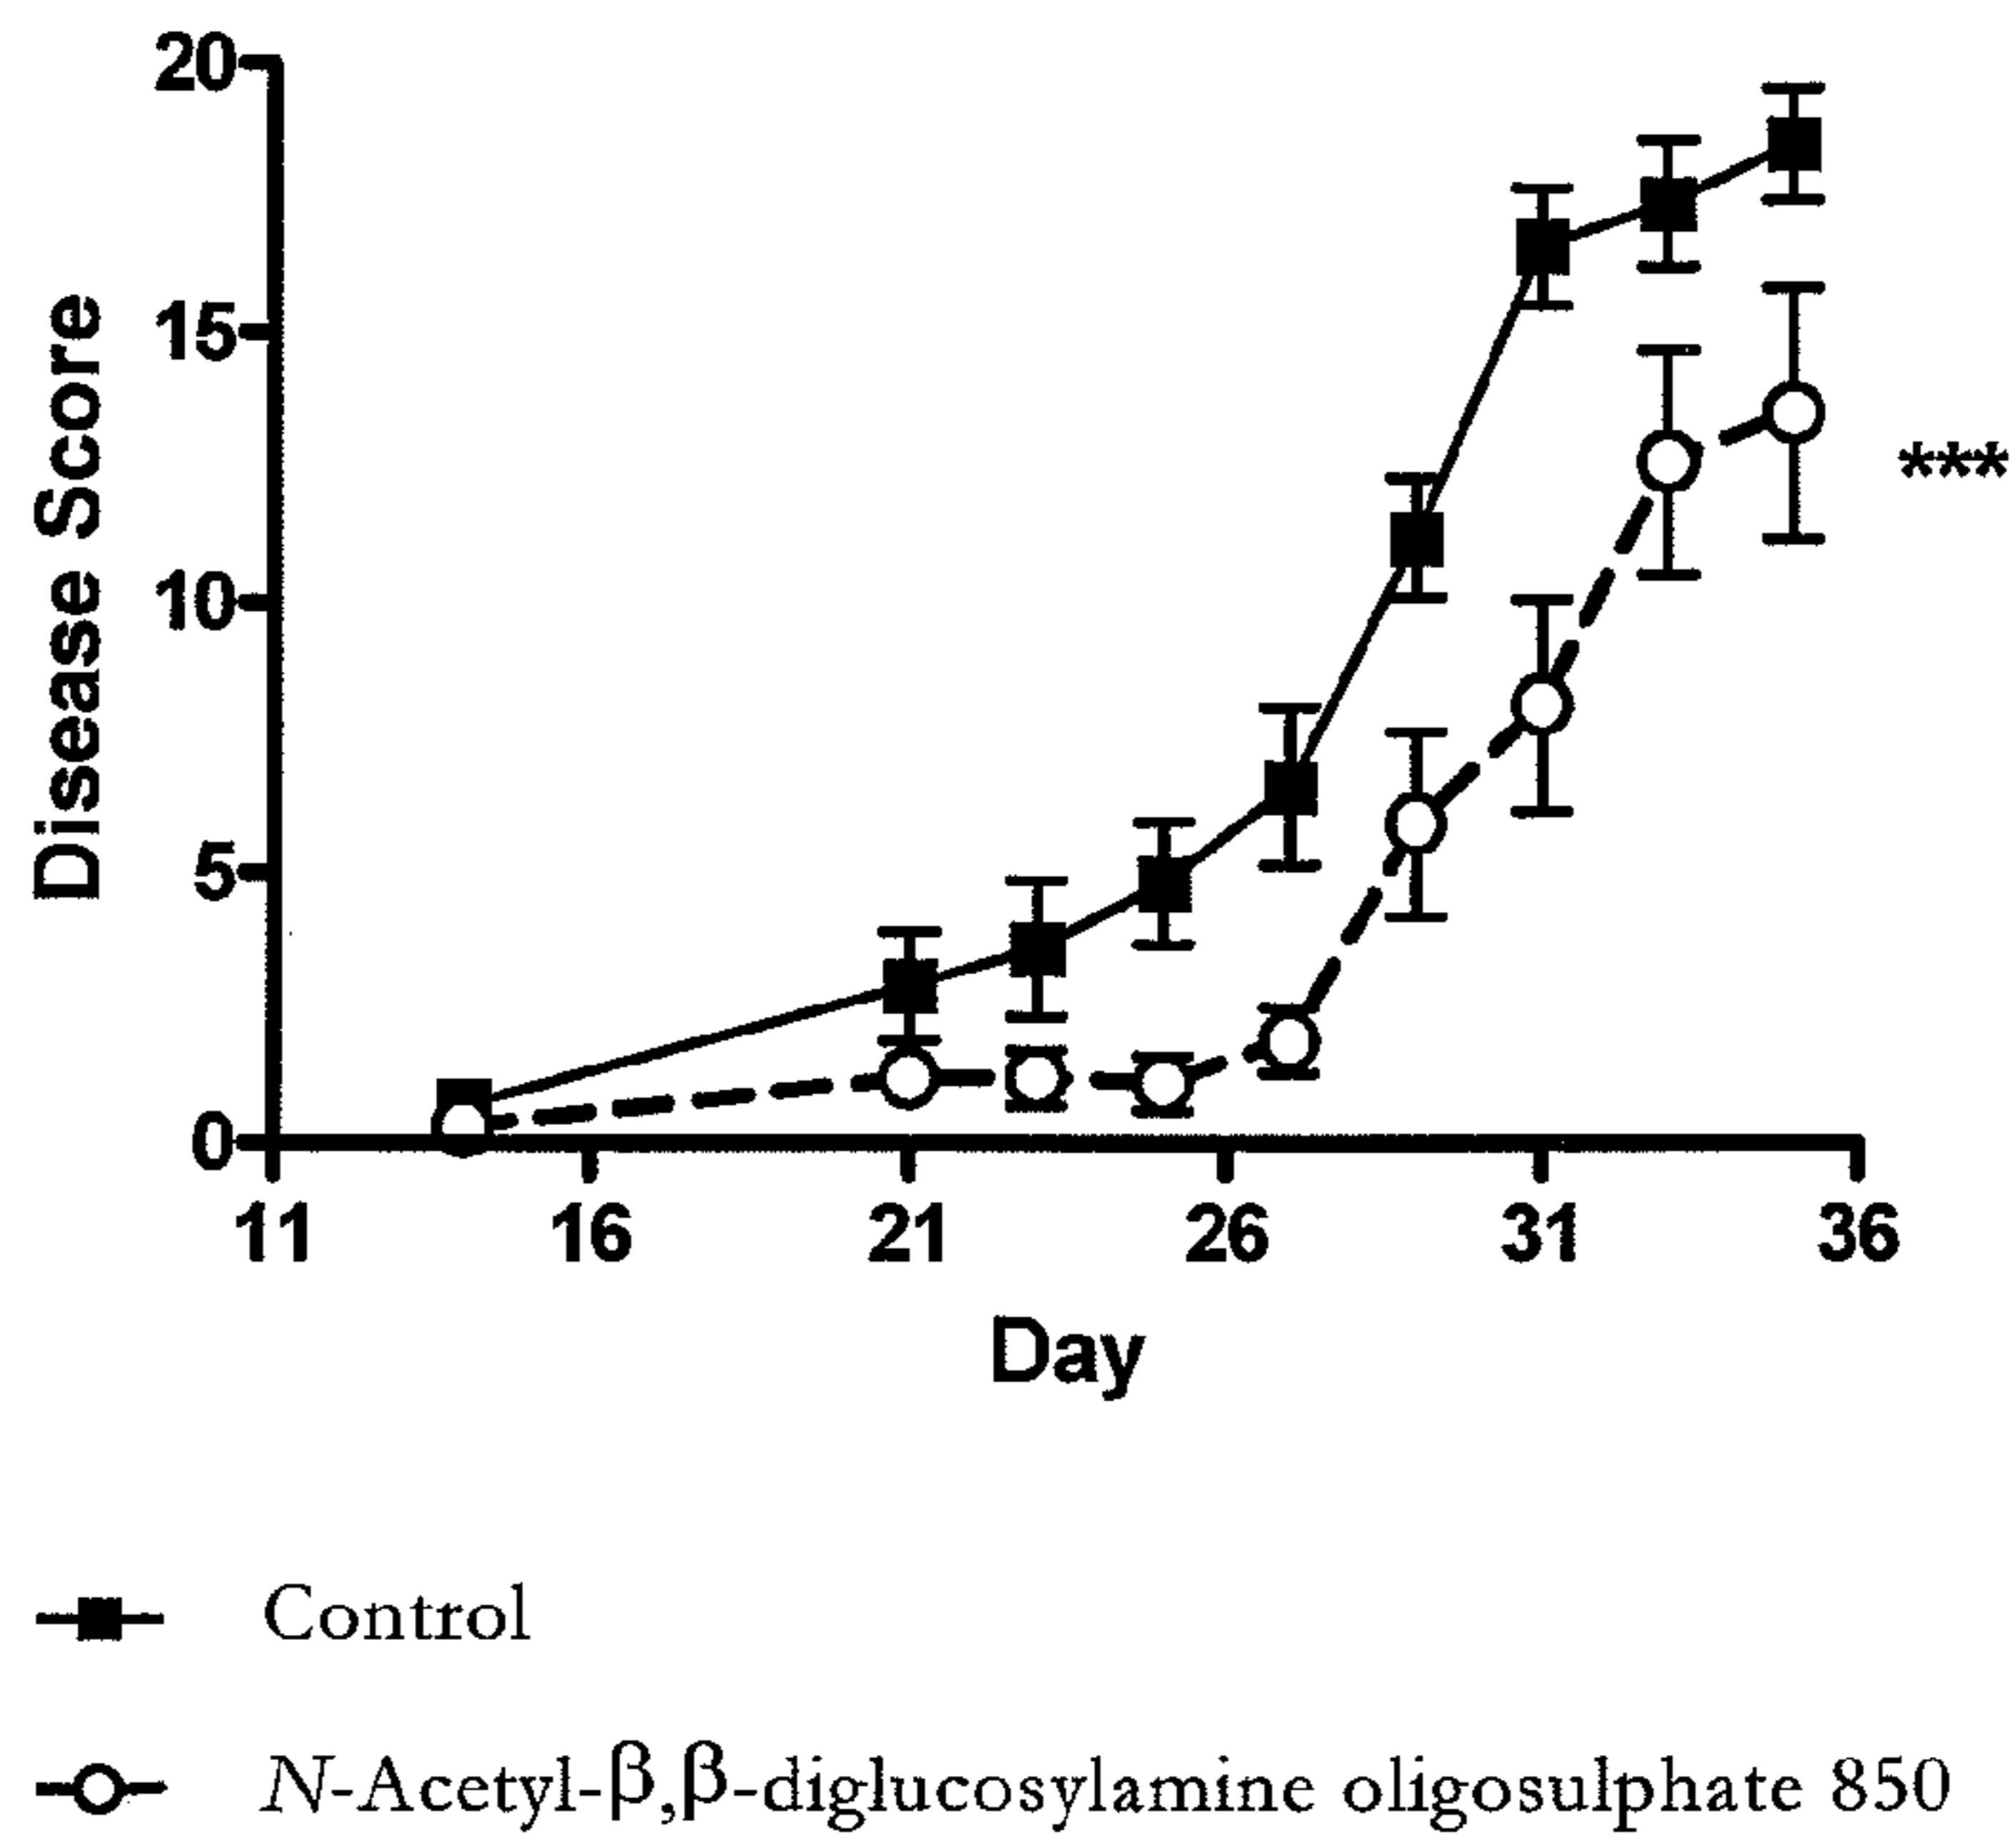 20
15
10
5
0
Disease Score
***
11 16 21 26 31 36
Day
Control
N-Acetyl-β,β-diglucosylamine oligosulphate 850